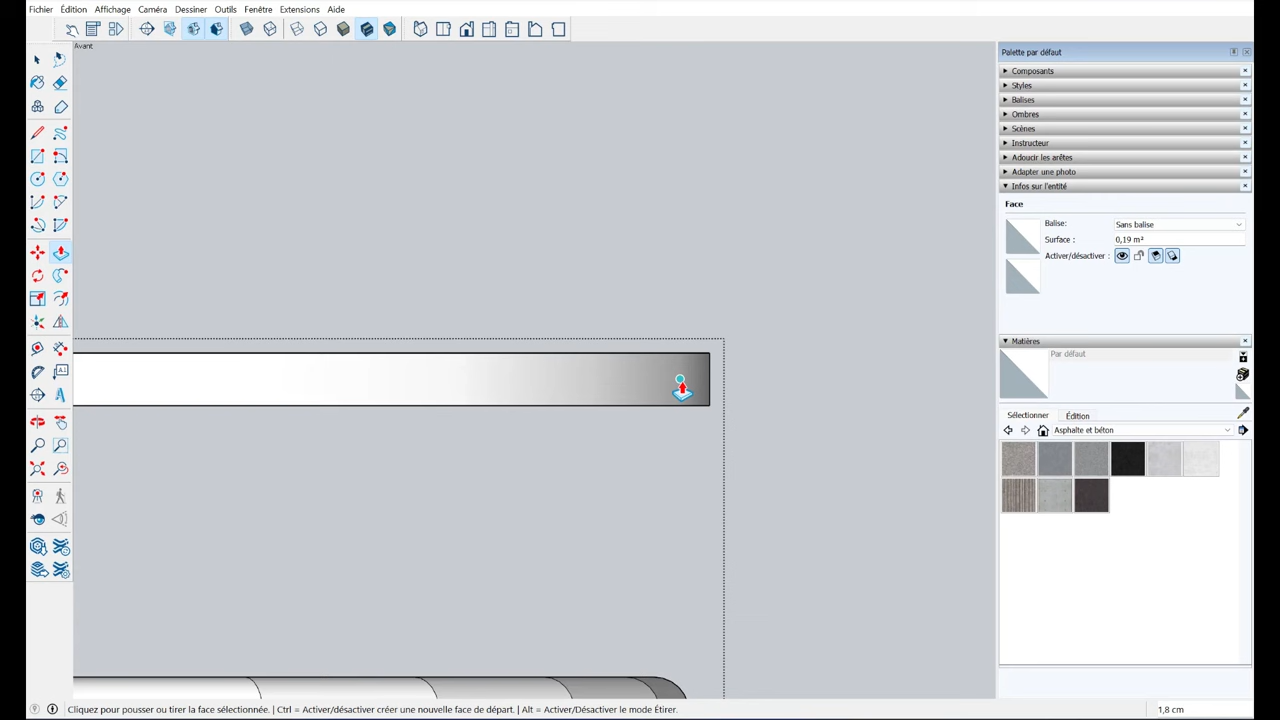 Fichier Édition Affichage Caméra Dessiner Outils Fenêtre Extensions Aide
Avant
Palette par défaut
Composants
Styles
Balises
Ombres
Scènes
Instructeur
Adoucir les arêtes
Adapter une photo
Infos sur l'entité
Face
Balise: Sans balise
Surface : 0,19 m²
Activer/désactiver :
Matières
Par défaut
Sélectionner Édition
Asphalte et béton
Cliquez pour pousser ou tirer la face sélectionnée. | Ctrl = Activer/désactiver créer une nouvelle face de départ. | Alt = Activer/Désactiver le mode Étirer.
1,8 cm